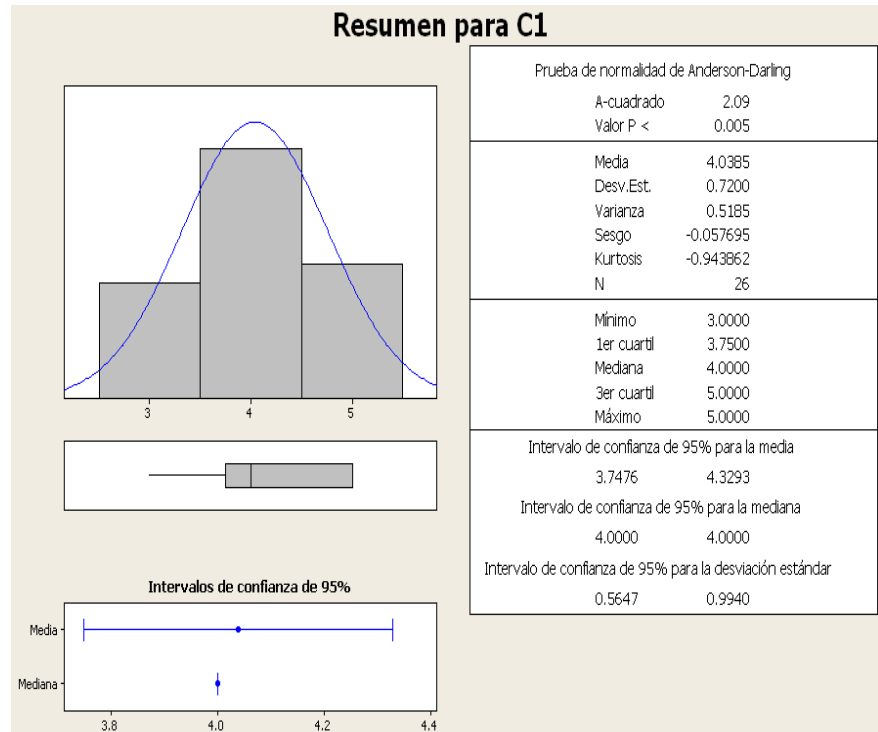 Resumen para C1
Prueba de normalidad de Anderson-Darling
A-cuadrado 2.09
Valor P < 0.005
Media 4.0385
Desv.Est. 0.7200
Varianza 0.5185
Sesgo -0.057695
Kurtosis -0.943862
N 26
Mínimo 3.0000
1er cuartil 3.7500
Mediana 4.0000
3er cuartil 5.0000
Máximo 5.0000
Intervalo de confianza de 95% para la media
3.7476 4.3293
Intervalo de confianza de 95% para la mediana
4.0000 4.0000
Intervalo de confianza de 95% para la desviación estándar
0.5647 0.9940
3 4 5
Intervalos de confianza de 95%
Media
Mediana
3.8 4.0 4.2 4.4